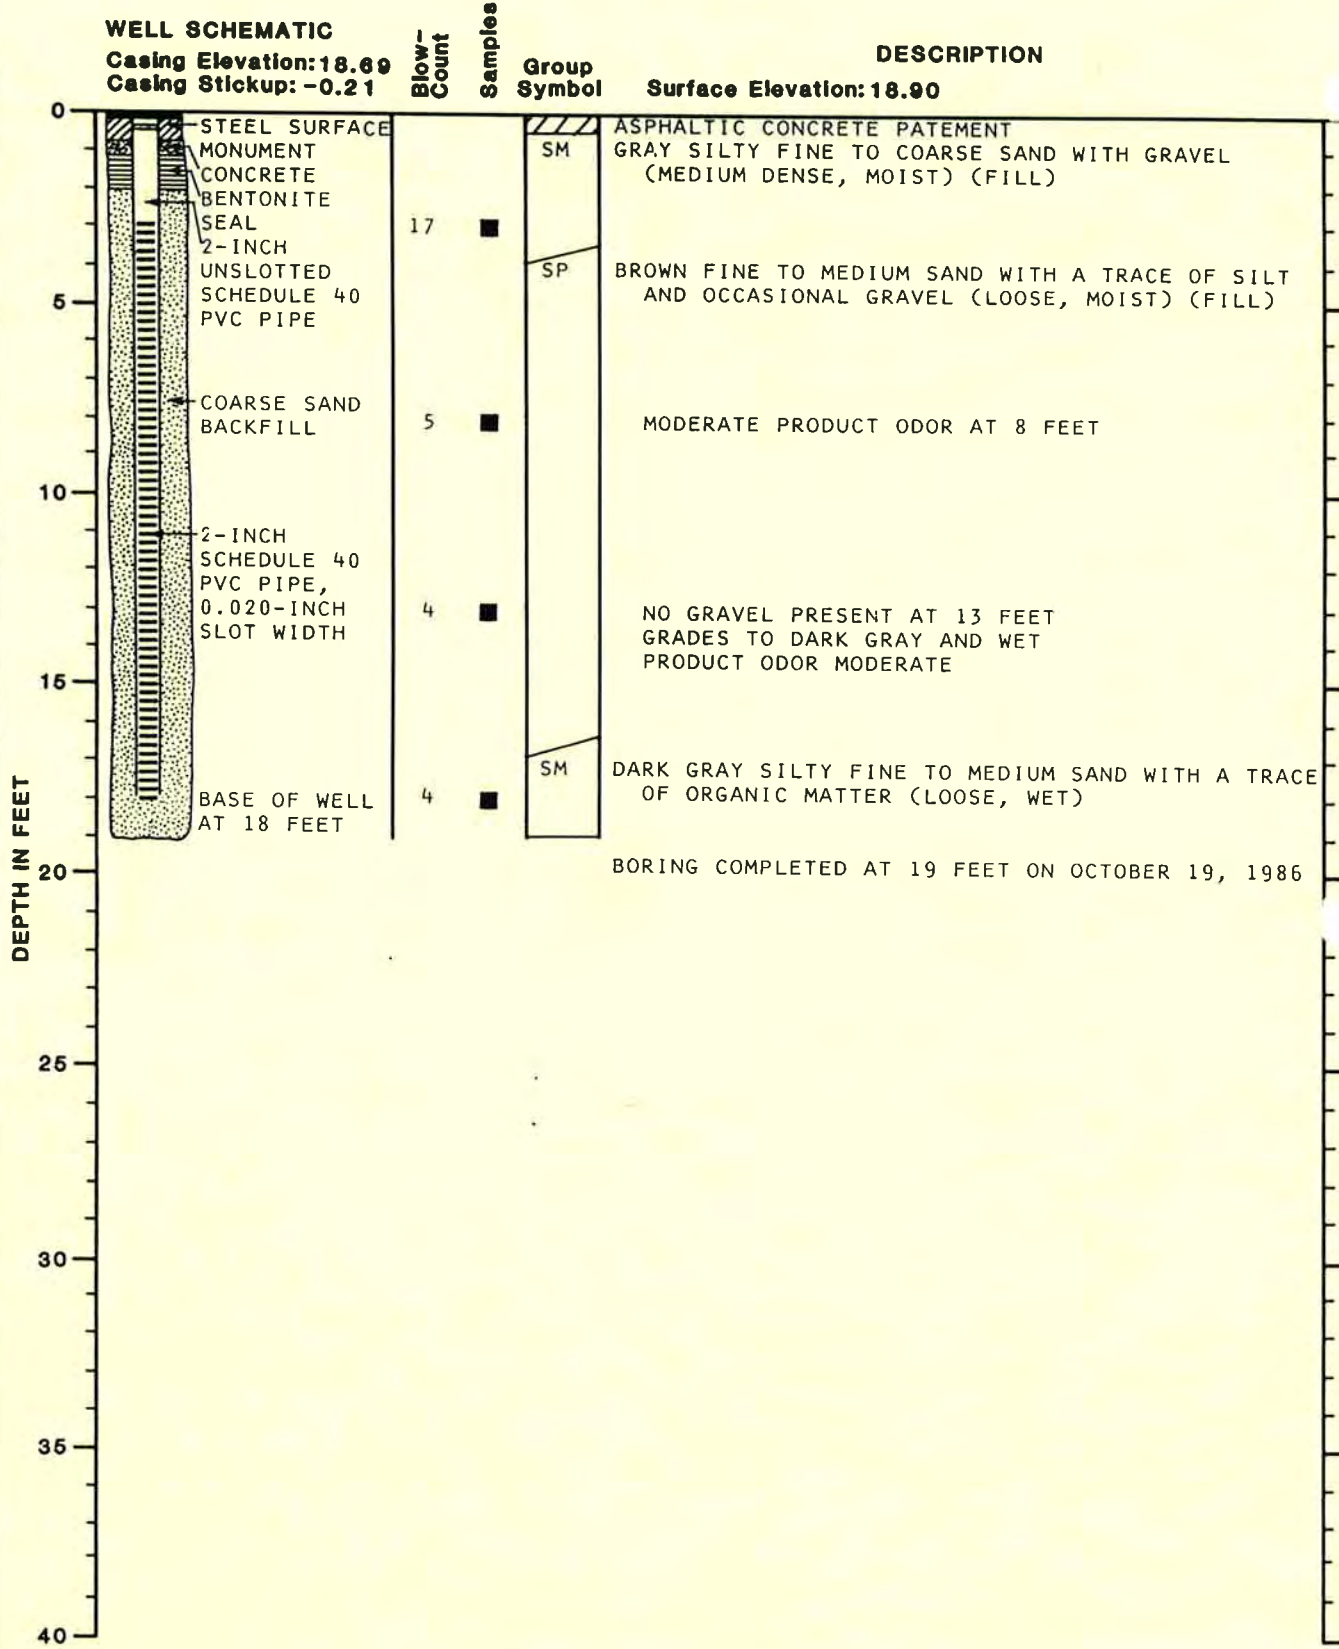 WELL SCHEMATIC
Casing Elevation: 18.69
Casing Stickup: -0.21
Blow-
Count
Samples
Group
Symbol
DESCRIPTION
Surface Elevation: 18.90
0
5
10
15
20
25
30
35
40
DEPTH IN FEET
STEEL SURFACE
MONUMENT
CONCRETE
BENTONITE
SEAL
2-INCH
UNSLOTTED
SCHEDULE 40
PVC PIPE
COARSE SAND
BACKFILL
2-INCH
SCHEDULE 40
PVC PIPE,
0.020-INCH
SLOT WIDTH
BASE OF WELL
AT 18 FEET
17
5
4
4
SM
SP
SM
ASPHALTIC CONCRETE PATEMENT
GRAY SILTY FINE TO COARSE SAND WITH GRAVEL
(MEDIUM DENSE, MOIST) (FILL)
BROWN FINE TO MEDIUM SAND WITH A TRACE OF SILT
AND OCCASIONAL GRAVEL (LOOSE, MOIST) (FILL)
MODERATE PRODUCT ODOR AT 8 FEET
NO GRAVEL PRESENT AT 13 FEET
GRADES TO DARK GRAY AND WET
PRODUCT ODOR MODERATE
DARK GRAY SILTY FINE TO MEDIUM SAND WITH A TRACE
OF ORGANIC MATTER (LOOSE, WET)
BORING COMPLETED AT 19 FEET ON OCTOBER 19, 1986